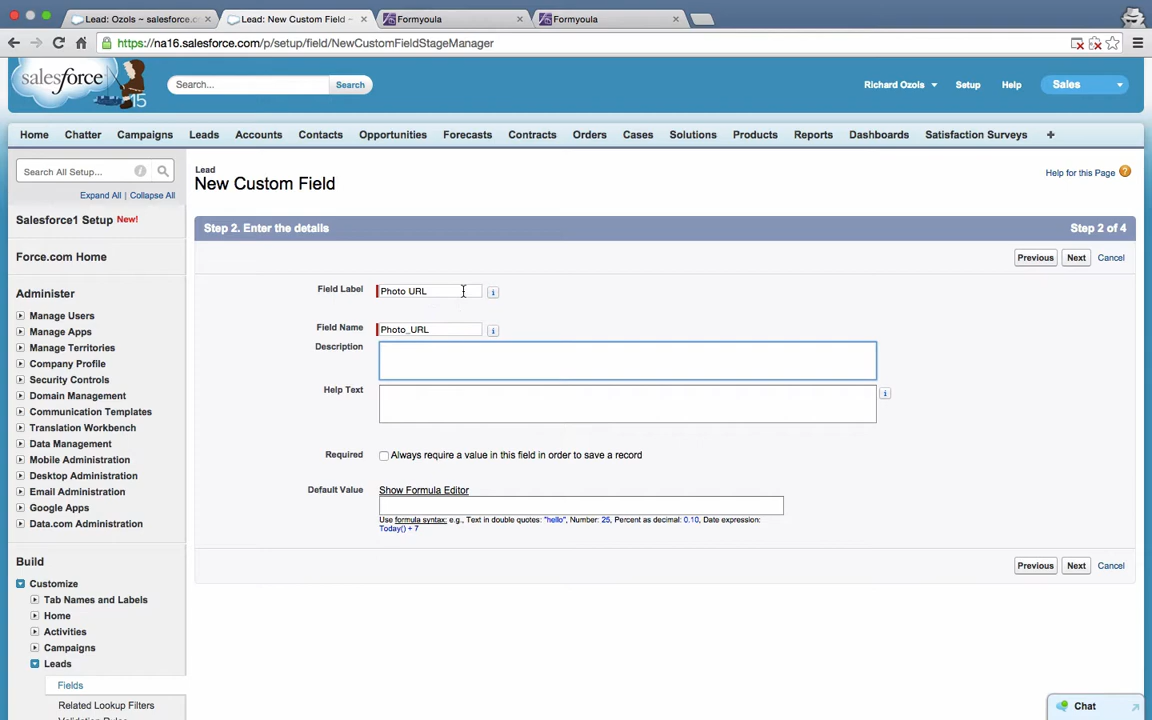 Lead: Ozols ~ salesforce.c
Lead: New Custom Field ~
Formyoula
Formyoula
https://na16.salesforce.com/p/setup/field/NewCustomFieldStageManager
salesforce
15
Search...
Search
Richard Ozols
Setup
Help
Sales
Home
Chatter
Campaigns
Leads
Accounts
Contacts
Opportunities
Forecasts
Contracts
Orders
Cases
Solutions
Products
Reports
Dashboards
Satisfaction Surveys
+
Search All Setup...
Expand All | Collapse All
Salesforce1 Setup New!
Force.com Home
Administer
Manage Users
Manage Apps
Manage Territories
Company Profile
Security Controls
Domain Management
Communication Templates
Translation Workbench
Data Management
Mobile Administration
Desktop Administration
Email Administration
Google Apps
Data.com Administration
Build
Customize
Tab Names and Labels
Home
Activities
Campaigns
Leads
Fields
Related Lookup Filters
Lead
New Custom Field
Help for this Page
Step 2. Enter the details
Step 2 of 4
Previous
Next
Cancel
Field Label
Photo URL
Field Name
Photo_URL
Description
Help Text
Required
Always require a value in this field in order to save a record
Default Value
Show Formula Editor
Use formula syntax: e.g., Text in double quotes: "hello", Number: 25, Percent as decimal: 0.10, Date expression:
Today() + 7
Previous
Next
Cancel
Chat